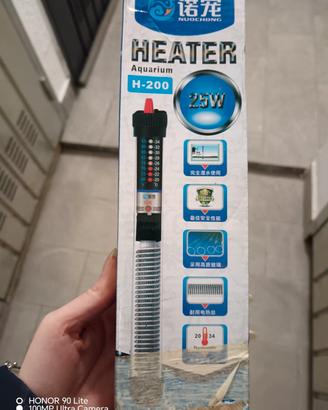 诺宠
NUOCHONG
HEATER
Aquarium
H-200
25W
完全潜水使用
最佳安全性能
采用高质玻璃
耐用电热丝
20 34
HONOR 90 Lite
100MP Ultra Camera